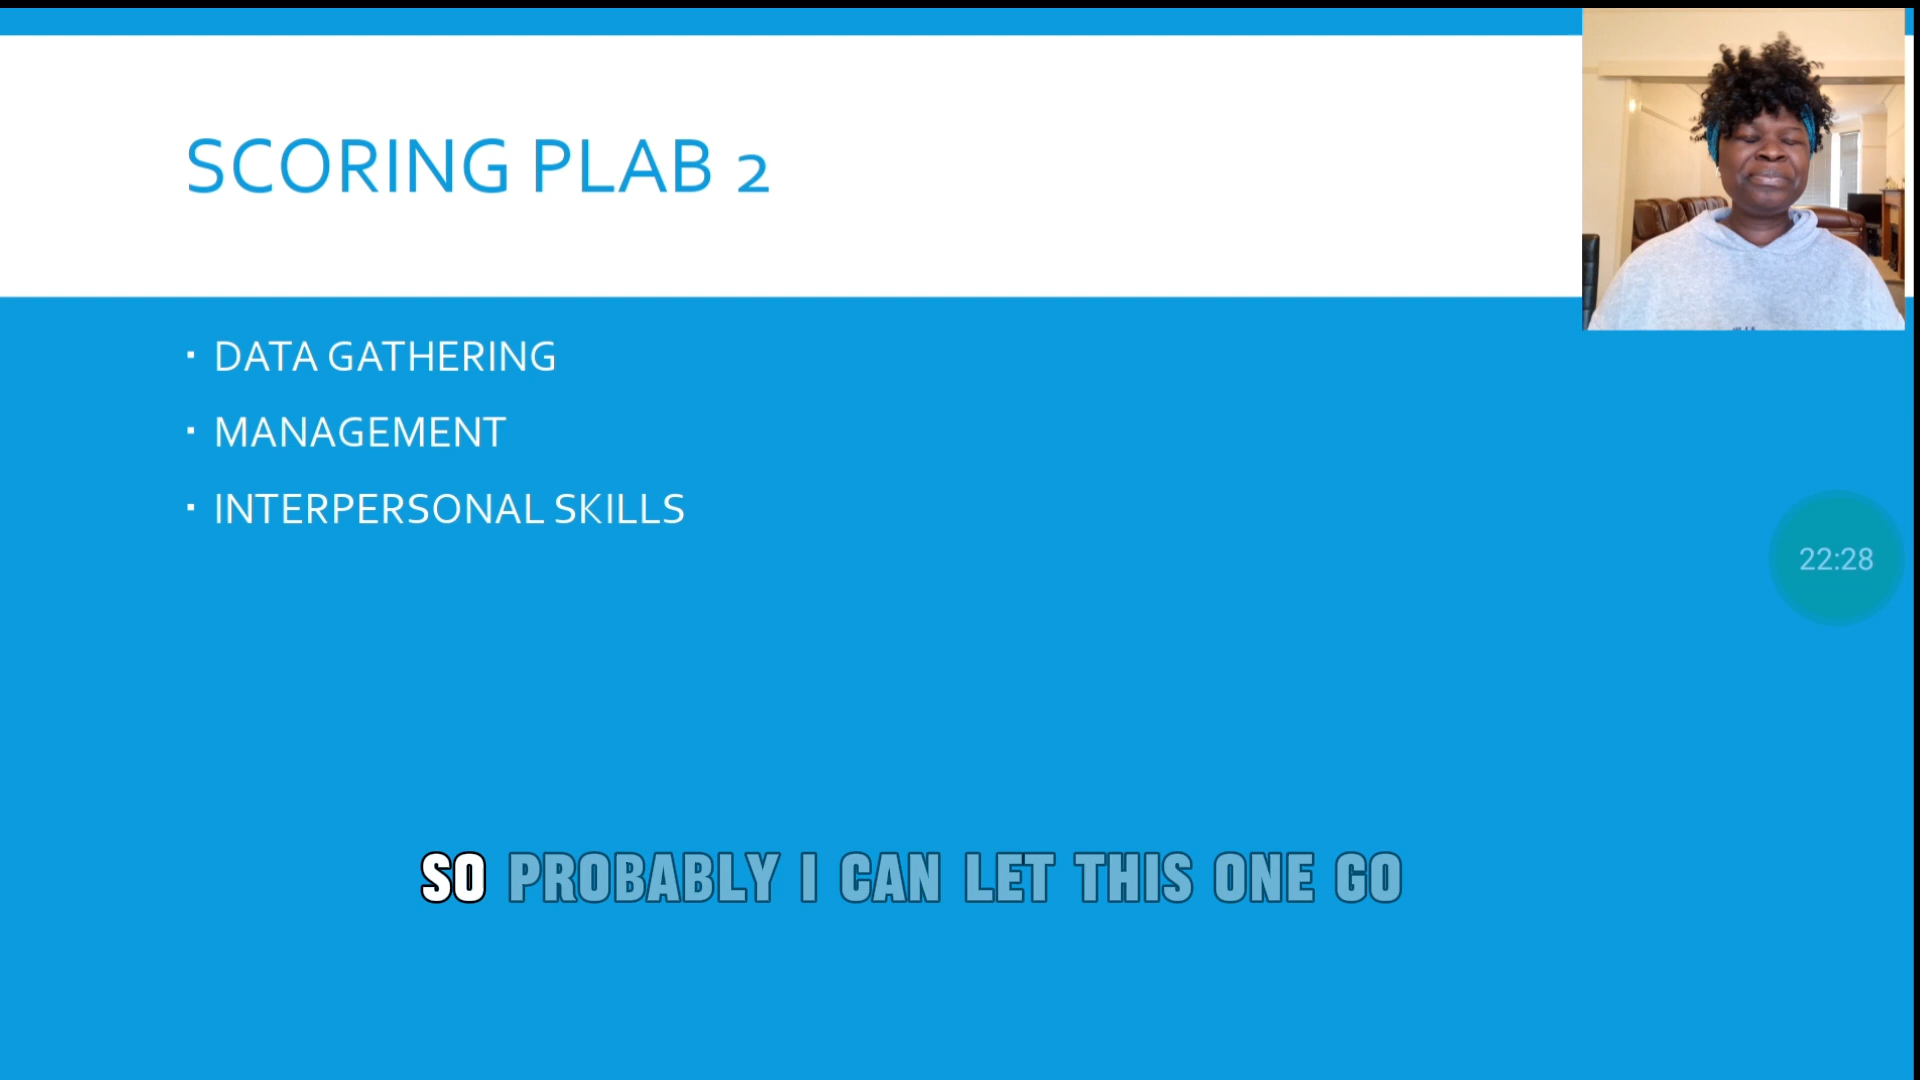 SCORING PLAB 2
▪ DATA GATHERING
▪ MANAGEMENT
▪ INTERPERSONAL SKILLS
22:28
SO PROBABLY I CAN LET THIS ONE GO